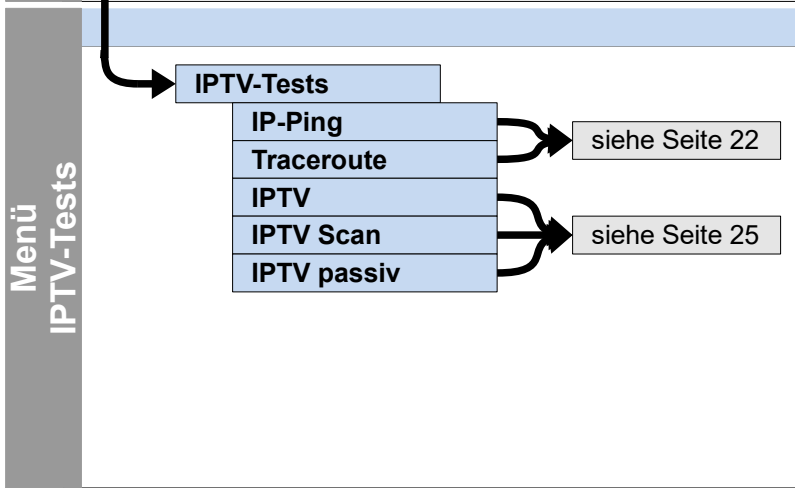 Menü
IPTV-Tests
IPTV-Tests
IP-Ping
Traceroute
siehe Seite 22
IPTV
IPTV Scan
IPTV passiv
siehe Seite 25